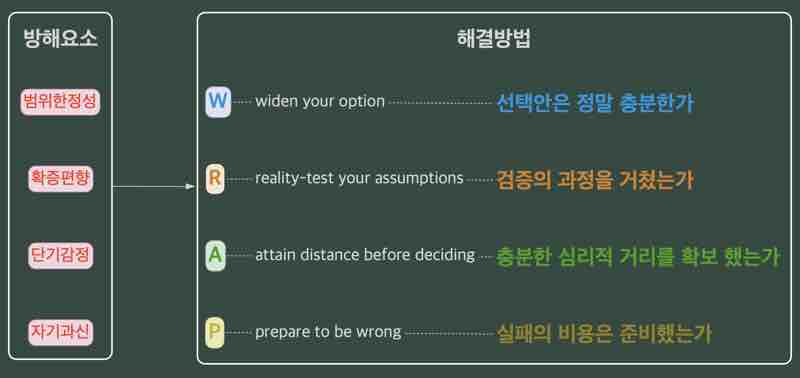 방해요소
범위한정성
확증편향
단기감정
자기과신
해결방법
W widen your option 선택안은 정말 충분한가
R reality-test your assumptions 검증의 과정을 거쳤는가
A attain distance before deciding 충분한 심리적 거리를 확보 했는가
P prepare to be wrong 실패의 비용은 준비했는가